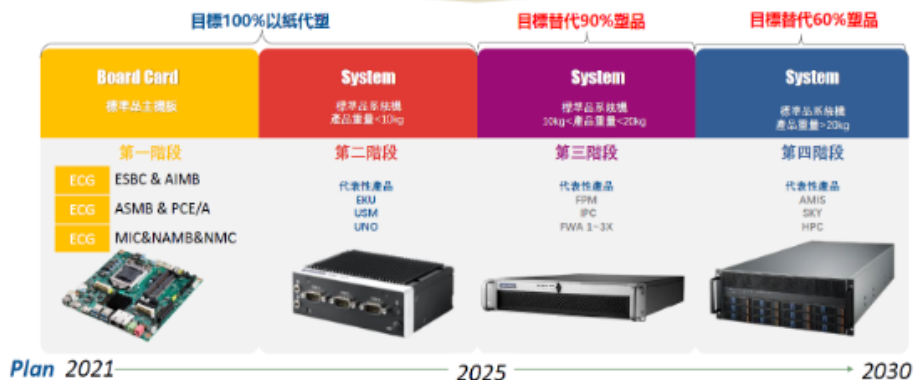 目標100%以紙代塑
目標替代90%塑品
目標替代60%塑品
Board Card
標準品主機板
System
標準品系統機
產品重量<10kg
System
標準品系統機
10kg<產品重量<20kg
System
標準品系統機
產品重量>20kg
第一階段
ECG ESBC & AIMB
ECG ASMB & PCE/A
ECG MIC&NAMB&NMC
第二階段
代表性產品
EKU
USM
UNO
第三階段
代表性產品
FPM
IPC
FWA 1~3X
第四階段
代表性產品
AMIS
SKY
HPC
Plan 2021
2025
2030